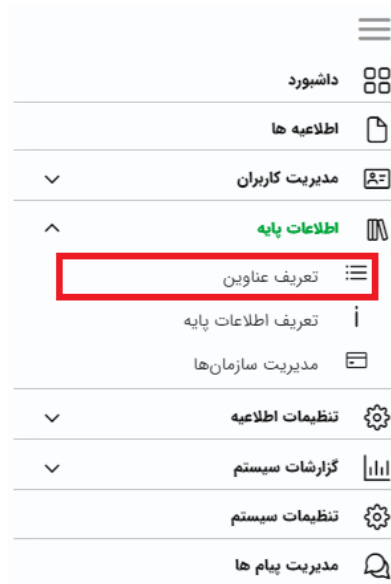 داشبورد
اطلاعیه ها
مدیریت کاربران
اطلاعات پایه
تعریف عناوین
تعریف اطلاعات پایه
مدیریت سازمان‌ها
تنظیمات اطلاعیه
گزارشات سیستم
تنظیمات سیستم
مدیریت پیام ها